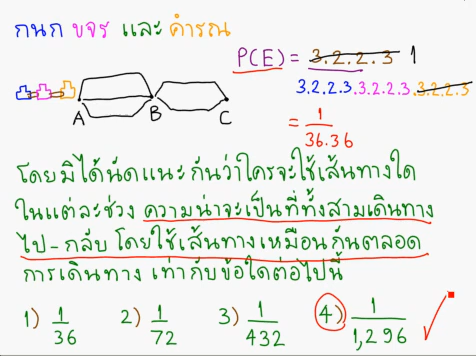 กนก ขจร และ คำรณ
P(E) = 3.2.2.3 1
3.2.2.3.3.2.2.3.3.2.2.3
A B C
= 1
36.36
โดยมิได้นัดแนะกันว่าใครจะใช้เส้นทางใด
ในแต่ละช่วง ความน่าจะเป็นที่ทั้งสามเดินทาง
ไป-กลับ โดยใช้เส้นทางเหมือนกันตลอด
การเดินทาง เท่ากับข้อใดต่อไปนี้
1) 1/36 2) 1/72 3) 1/432 4) 1/1,296